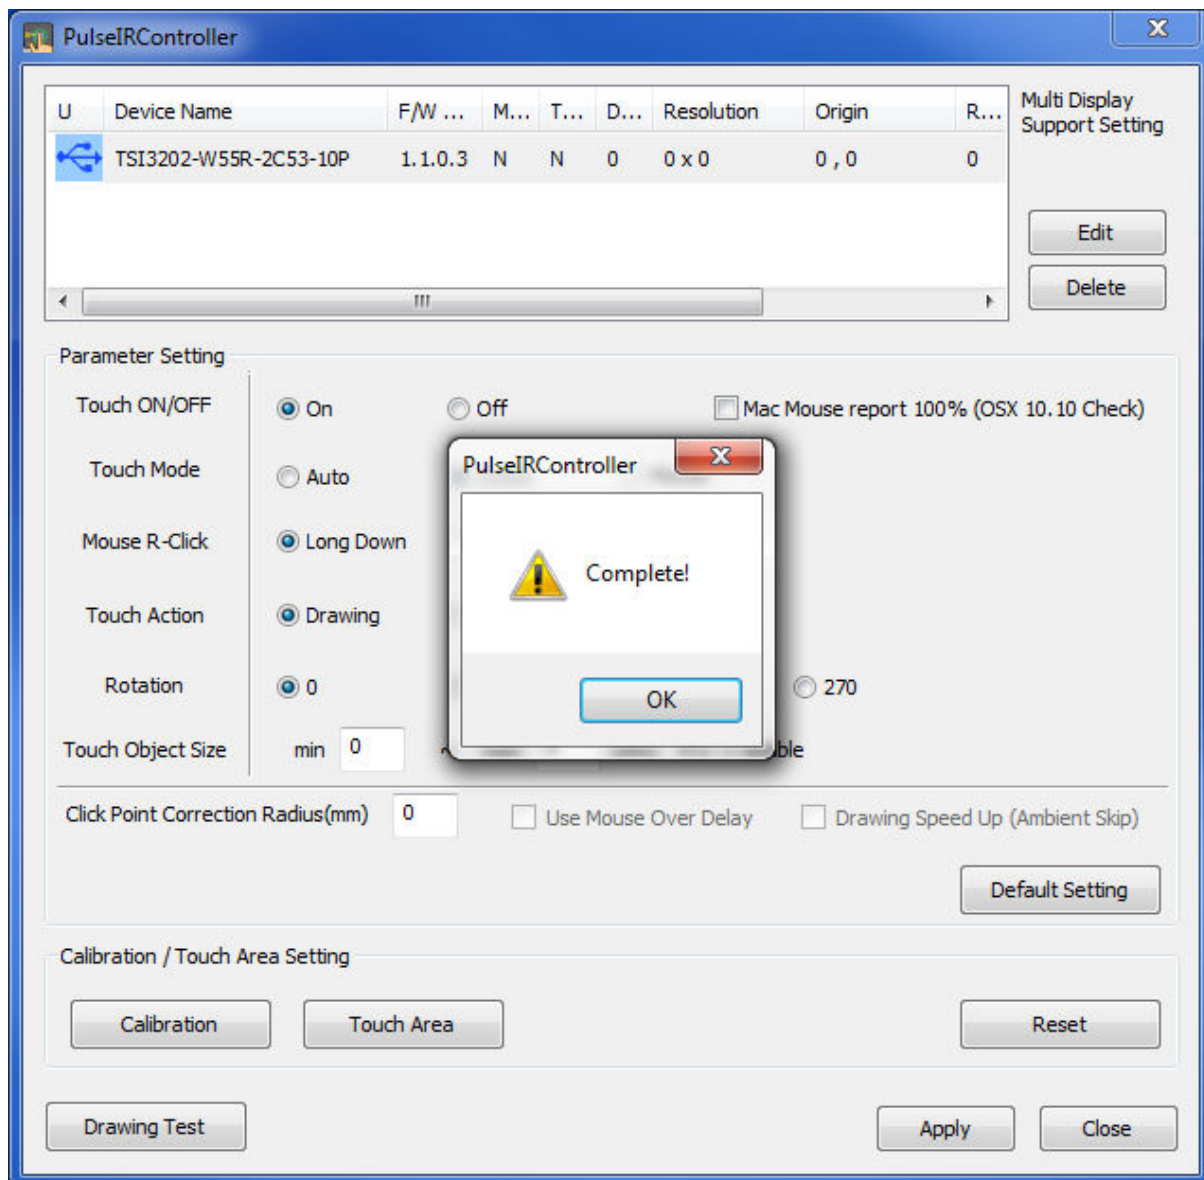 PulseIRController
U Device Name F/W ... M... T... D... Resolution Origin R...
TSI3202-W55R-2C53-10P 1.1.0.3 N N 0 0 x 0 0 , 0 0
Multi Display
Support Setting
Edit
Delete
Parameter Setting
Touch ON/OFF On Off Mac Mouse report 100% (OSX 10.10 Check)
Touch Mode Auto
Mouse R-Click Long Down
Touch Action Drawing
Rotation 0 270
Touch Object Size min 0 ~
PulseIRController
Complete!
OK
Click Point Correction Radius(mm) 0 Use Mouse Over Delay Drawing Speed Up (Ambient Skip)
Default Setting
Calibration / Touch Area Setting
Calibration Touch Area Reset
Drawing Test Apply Close